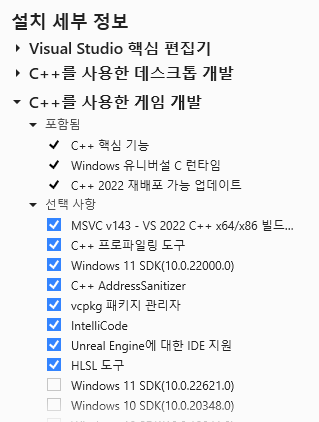 설치 세부 정보
Visual Studio 핵심 편집기
C++를 사용한 데스크톱 개발
C++를 사용한 게임 개발
포함됨
C++ 핵심 기능
Windows 유니버설 C 런타임
C++ 2022 재배포 가능 업데이트
선택 사항
MSVC v143 - VS 2022 C++ x64/x86 빌드...
C++ 프로파일링 도구
Windows 11 SDK(10.0.22000.0)
C++ AddressSanitizer
vcpkg 패키지 관리자
IntelliCode
Unreal Engine에 대한 IDE 지원
HLSL 도구
Windows 11 SDK(10.0.22621.0)
Windows 10 SDK(10.0.20348.0)